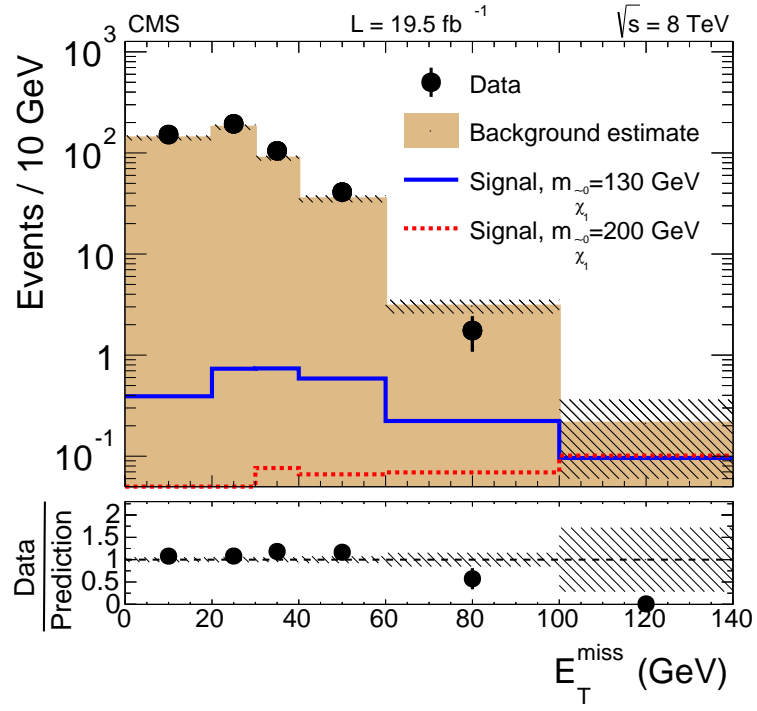 CMS L = 19.5 fb⁻¹ √s = 8 TeV
10³
10²
10
1
10⁻¹
Events / 10 GeV
Data
Background estimate
Signal, m_χ̃⁰₁=130 GeV
Signal, m_χ̃⁰₁=200 GeV
2
1.5
1
0.5
0
Data
Prediction
0 20 40 60 80 100 120 140
E_T^miss (GeV)